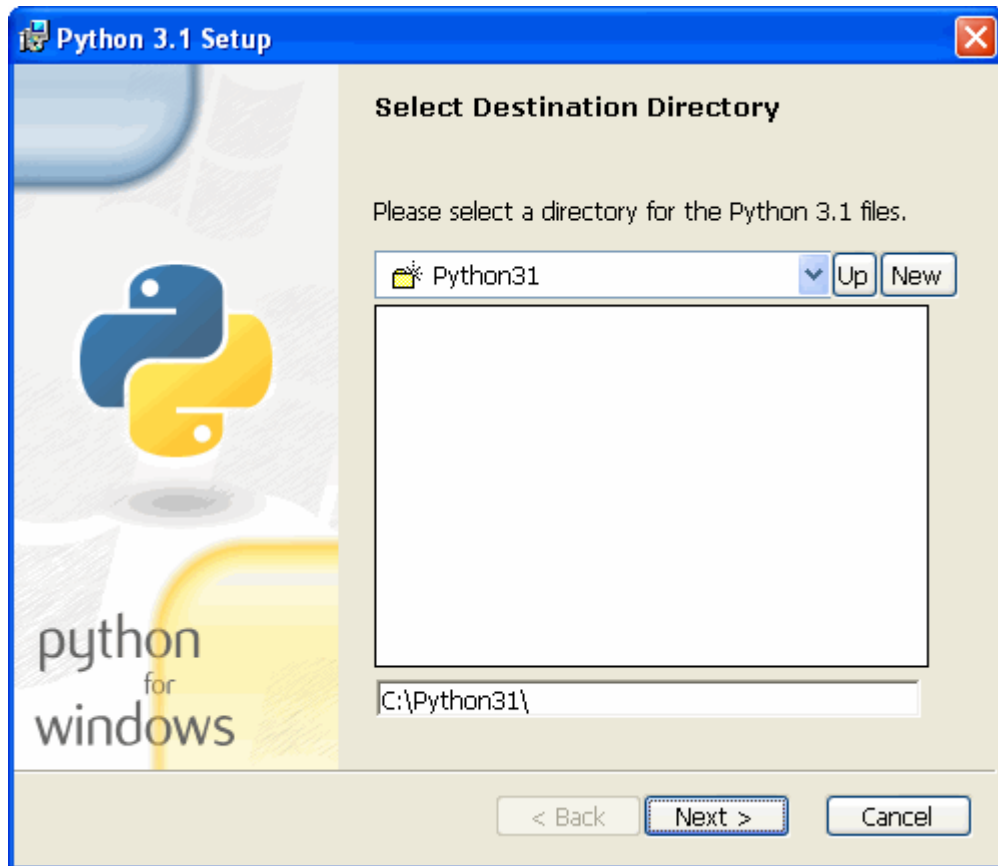 Python 3.1 Setup
Select Destination Directory
Please select a directory for the Python 3.1 files.
Python31
Up
New
C:\Python31\
python
for
windows
< Back
Next >
Cancel